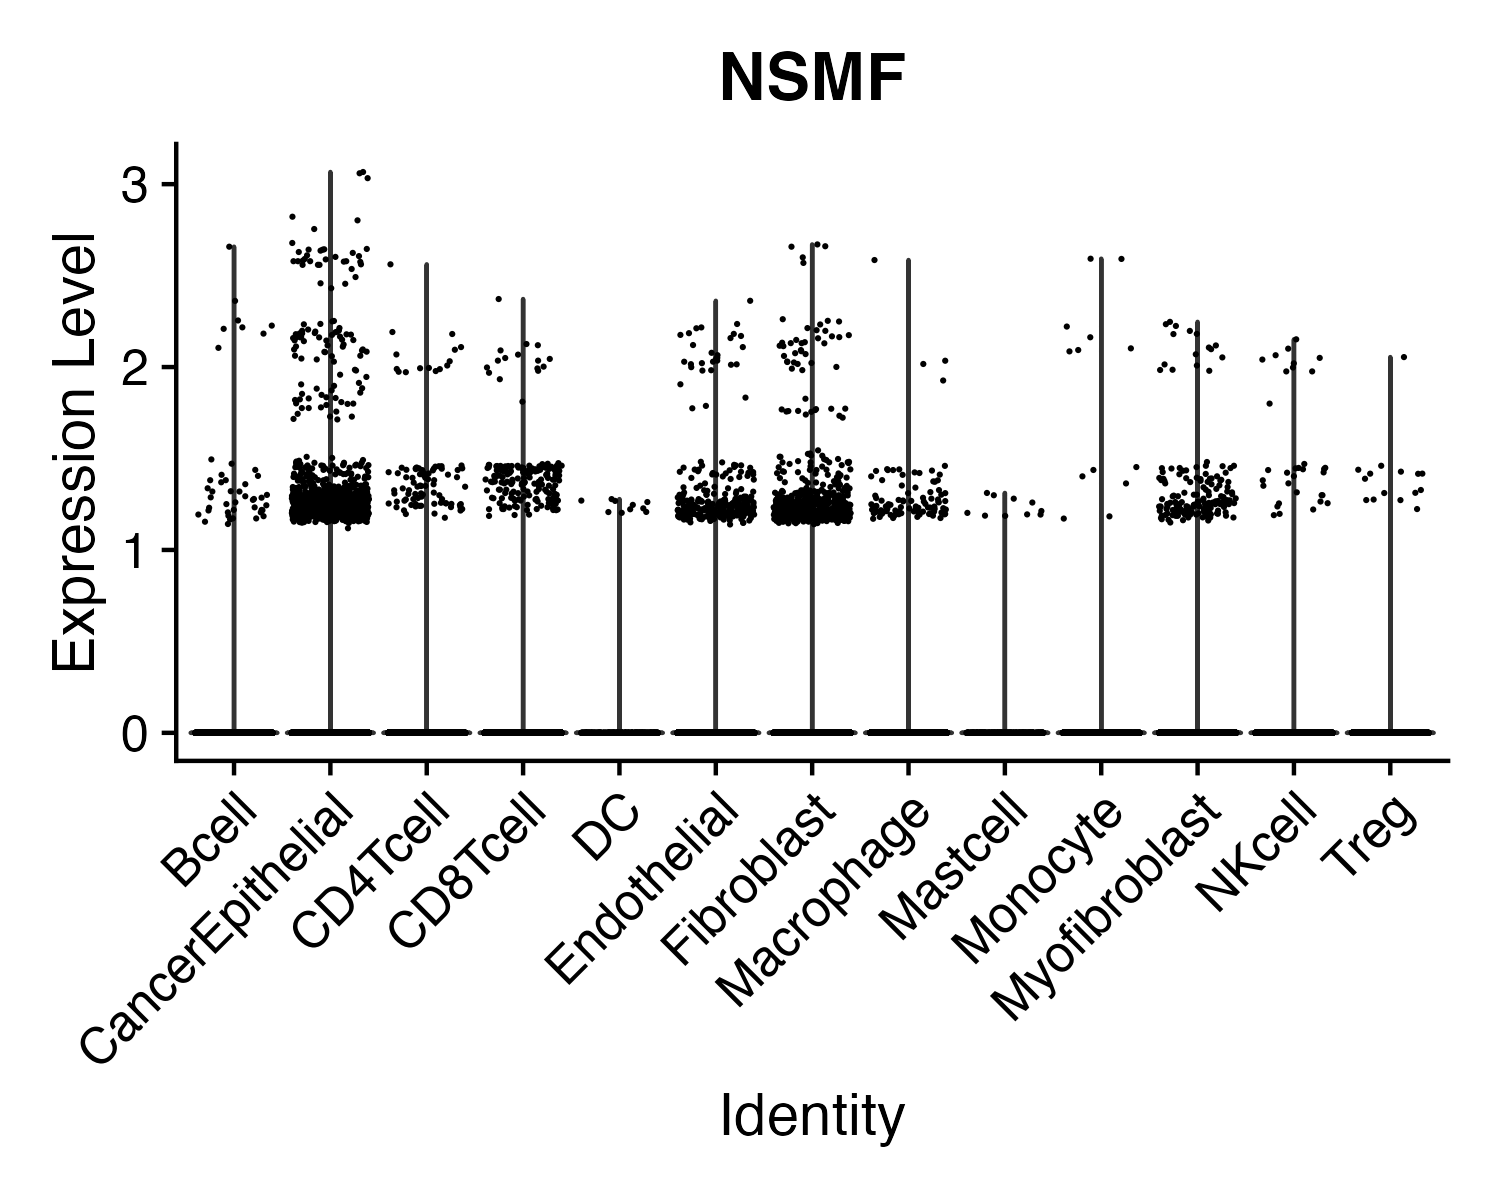 NSMF
Expression Level
3
2
1
0
Bcell
CancerEpithelial
CD4Tcell
CD8Tcell
DC
Endothelial
Fibroblast
Macrophage
Mastcell
Monocyte
Myofibroblast
NKcell
Treg
Identity